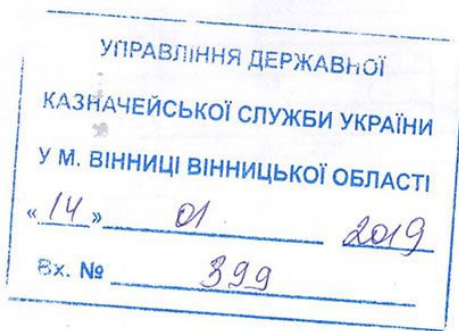 УПРАВЛІННЯ ДЕРЖАВНОЇ
КАЗНАЧЕЙСЬКОЇ СЛУЖБИ УКРАЇНИ
У М. ВІННИЦІ ВІННИЦЬКОЇ ОБЛАСТІ
«14» 01 2019
Вх. № 399